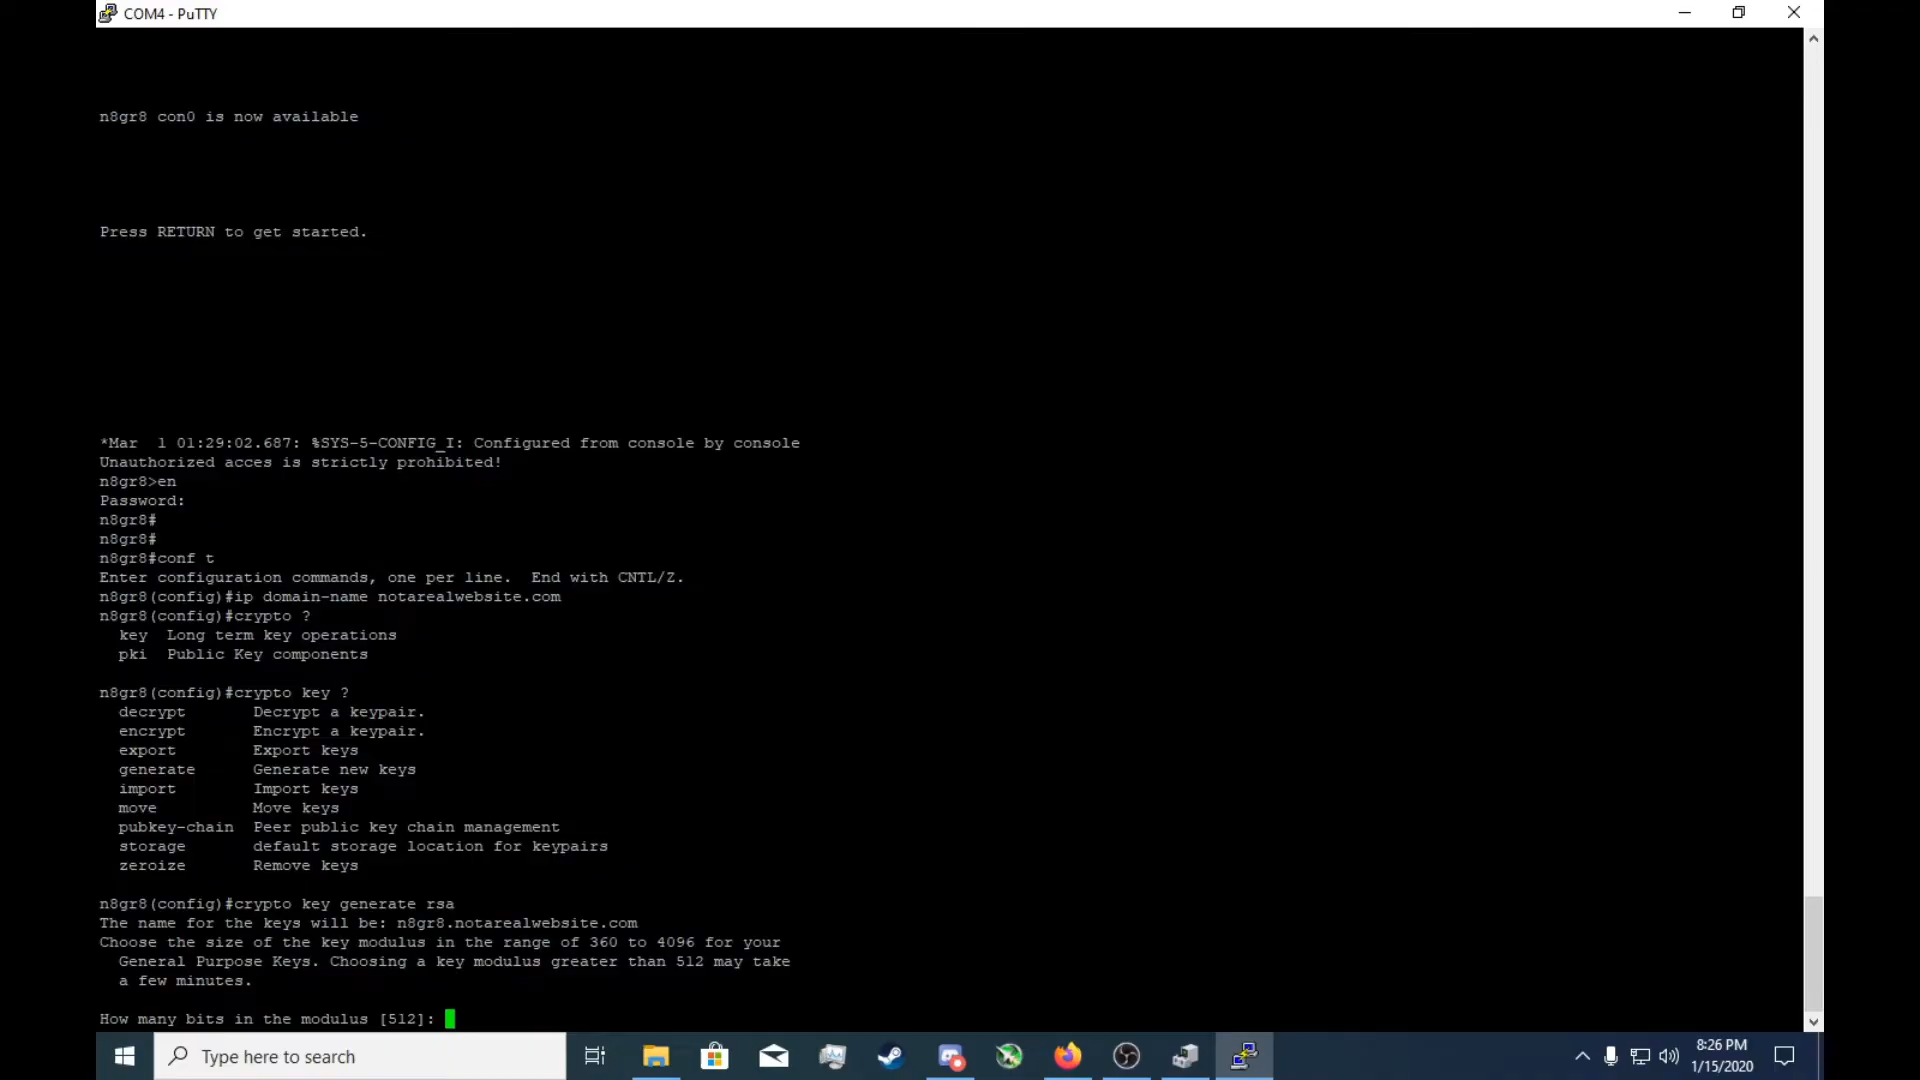 COM4 - PuTTY
n8gr8 con0 is now available
Press RETURN to get started.
*Mar  1 01:29:02.687: %SYS-5-CONFIG_I: Configured from console by console
Unauthorized acces is strictly prohibited!
n8gr8>en
Password:
n8gr8#
n8gr8#
n8gr8#conf t
Enter configuration commands, one per line.  End with CNTL/Z.
n8gr8(config)#ip domain-name notarealwebsite.com
n8gr8(config)#crypto ?
  key  Long term key operations
  pki  Public Key components
n8gr8(config)#crypto key ?
  decrypt       Decrypt a keypair.
  encrypt       Encrypt a keypair.
  export        Export keys
  generate      Generate new keys
  import        Import keys
  move          Move keys
  pubkey-chain  Peer public key chain management
  storage       default storage location for keypairs
  zeroize       Remove keys
n8gr8(config)#crypto key generate rsa
The name for the keys will be: n8gr8.notarealwebsite.com
Choose the size of the key modulus in the range of 360 to 4096 for your
  General Purpose Keys. Choosing a key modulus greater than 512 may take
  a few minutes.
How many bits in the modulus [512]:
Type here to search
8:26 PM
1/15/2020